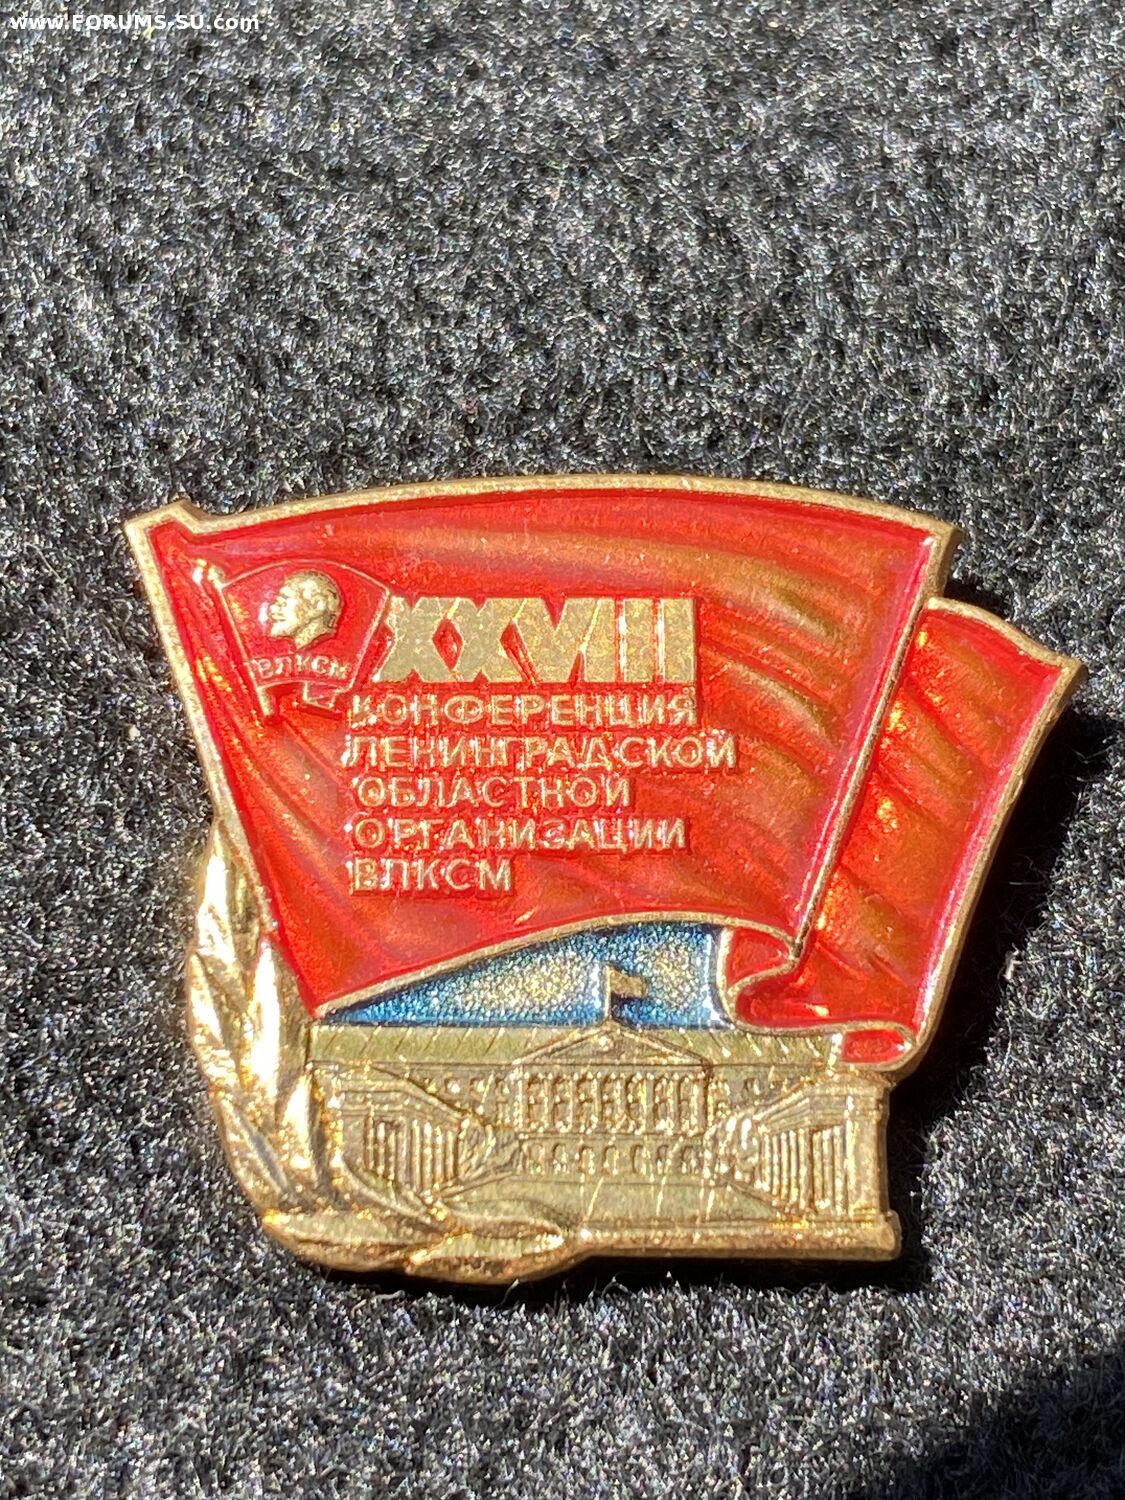 www.FORUMS-SU.com
ВЛКСМ
XXVIII
КОНФЕРЕНЦИЯ
ЛЕНИНГРАДСКОЙ
ОБЛАСТНОЙ
ОРГАНИЗАЦИИ
ВЛКСМ